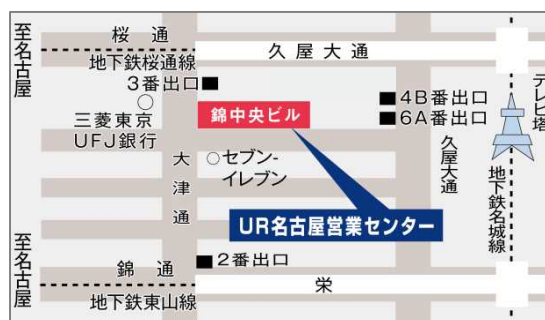 至名古屋
桜通
久屋大通
地下鉄桜通線
3番出口
三菱東京
UFJ銀行
錦中央ビル
4B番出口
6A番出口
テレビ塔
大津通
セブン-
イレブン
久屋大通
地下鉄名城線
UR名古屋営業センター
至名古屋
2番出口
錦通
栄
地下鉄東山線